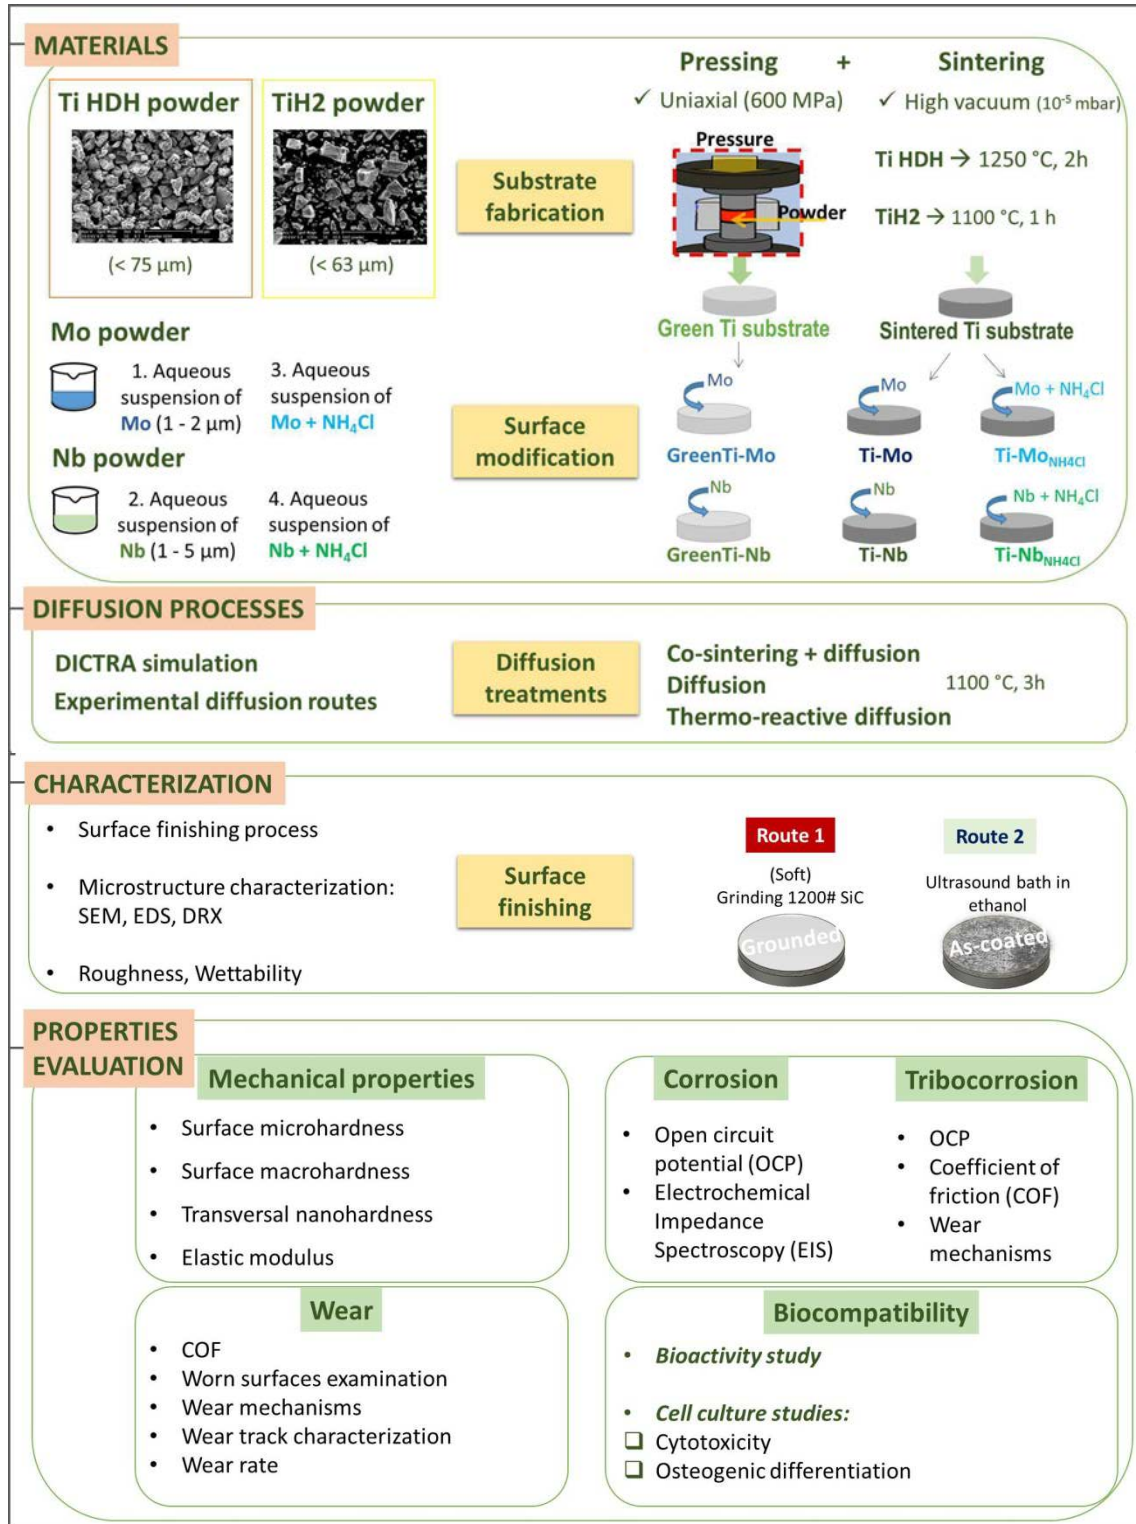 MATERIALS
Ti HDH powder
(< 75 µm)
TiH2 powder
(< 63 µm)
Mo powder
1. Aqueous
suspension of
Mo (1 - 2 µm)
3. Aqueous
suspension of
Mo + NH₄Cl
Nb powder
2. Aqueous
suspension of
Nb (1 - 5 µm)
4. Aqueous
suspension of
Nb + NH₄Cl
Substrate
fabrication
Pressing + Sintering
✓ Uniaxial (600 MPa)
✓ High vacuum (10⁻⁵ mbar)
Pressure
Powder
Ti HDH → 1250 °C, 2h
TiH2 → 1100 °C, 1 h
Green Ti substrate
Sintered Ti substrate
Surface
modification
Mo
GreenTi-Mo
Mo
Ti-Mo
Mo + NH₄Cl
Ti-Mo NH4Cl
Nb
GreenTi-Nb
Nb
Ti-Nb
Nb + NH₄Cl
Ti-Nb NH4Cl
DIFFUSION PROCESSES
DICTRA simulation
Experimental diffusion routes
Diffusion
treatments
Co-sintering + diffusion
Diffusion
Thermo-reactive diffusion
1100 °C, 3h
CHARACTERIZATION
• Surface finishing process
• Microstructure characterization:
SEM, EDS, DRX
• Roughness, Wettability
Surface
finishing
Route 1
(Soft)
Grinding 1200# SiC
Grounded
Route 2
Ultrasound bath in
ethanol
As-coated
PROPERTIES
EVALUATION
Mechanical properties
• Surface microhardness
• Surface macrohardness
• Transversal nanohardness
• Elastic modulus
Corrosion
• Open circuit
potential (OCP)
• Electrochemical
Impedance
Spectroscopy (EIS)
Tribocorrosion
• OCP
• Coefficient of
friction (COF)
• Wear
mechanisms
Wear
• COF
• Worn surfaces examination
• Wear mechanisms
• Wear track characterization
• Wear rate
Biocompatibility
• Bioactivity study
• Cell culture studies:
❑ Cytotoxicity
❑ Osteogenic differentiation